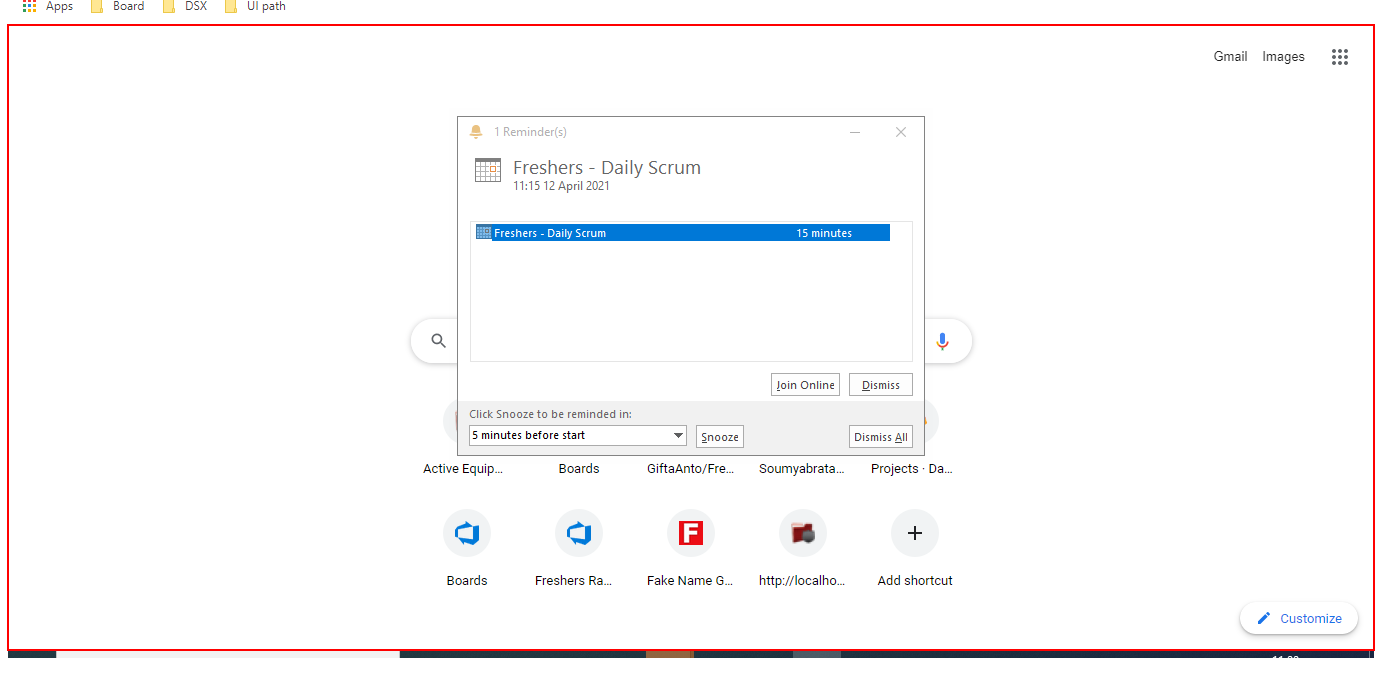 Apps Board DSX UI path
Gmail Images
1 Reminder(s)
Freshers - Daily Scrum
11:15 12 April 2021
Freshers - Daily Scrum 15 minutes
Join Online Dismiss
Click Snooze to be reminded in:
5 minutes before start Snooze Dismiss All
Active Equip... Boards GiftaAnto/Fre... Soumyabrata... Projects · Da...
F
Boards Freshers Ra... Fake Name G... http://localho... Add shortcut
Customize